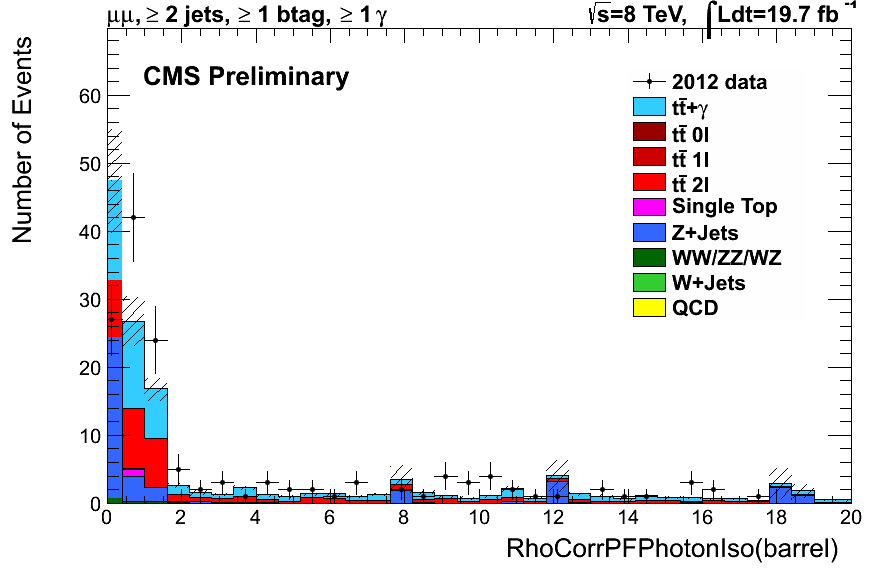 μμ, ≥ 2 jets, ≥ 1 btag, ≥ 1 γ √s=8 TeV, ∫Ldt=19.7 fb⁻¹
CMS Preliminary
2012 data
tt̄+γ
tt̄ 0l
tt̄ 1l
tt̄ 2l
Single Top
Z+Jets
WW/ZZ/WZ
W+Jets
QCD
Number of Events
60
50
40
30
20
10
0
0 2 4 6 8 10 12 14 16 18 20
RhoCorrPFPhotonIso(barrel)